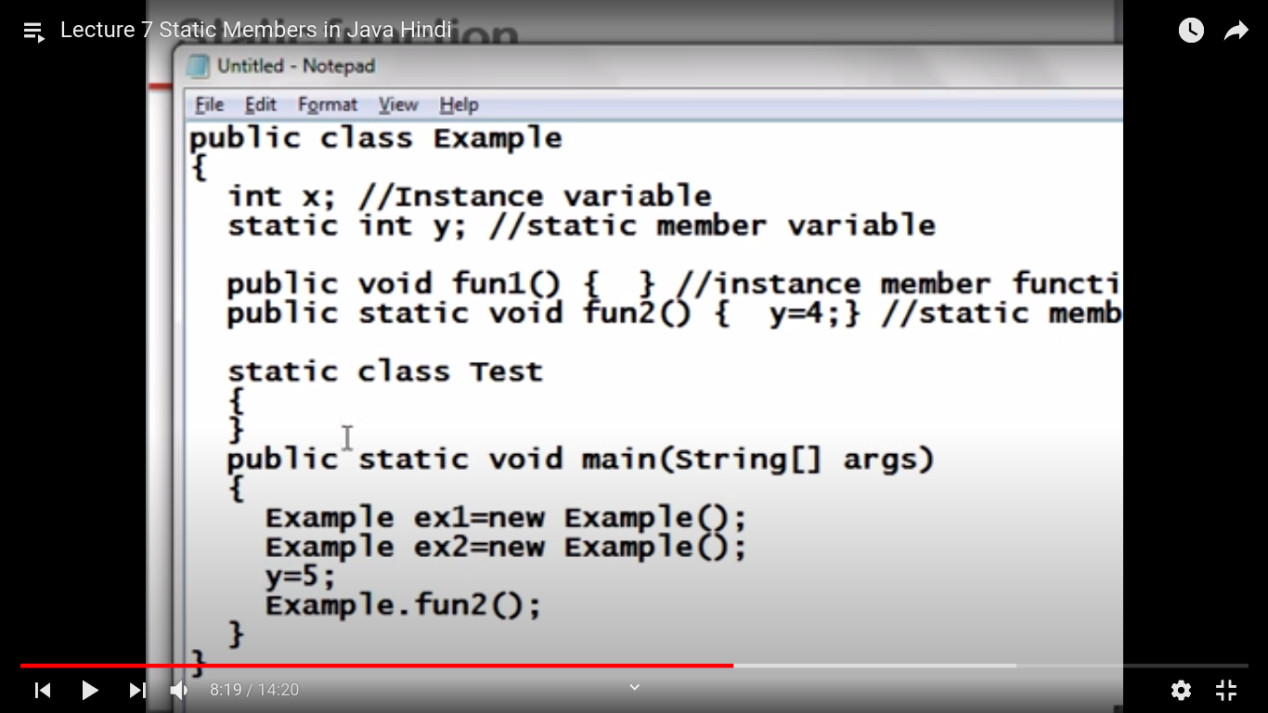 Lecture 7 Static Members in Java Hindi
Static function
Untitled - Notepad
File Edit Format View Help
public class Example
{
int x; //Instance variable
static int y; //static member variable
public void fun1() { } //instance member functi
public static void fun2() { y=4;} //static memb
static class Test
{
}
public static void main(String[] args)
{
Example ex1=new Example();
Example ex2=new Example();
y=5;
Example.fun2();
}
}
8:19 / 14:20